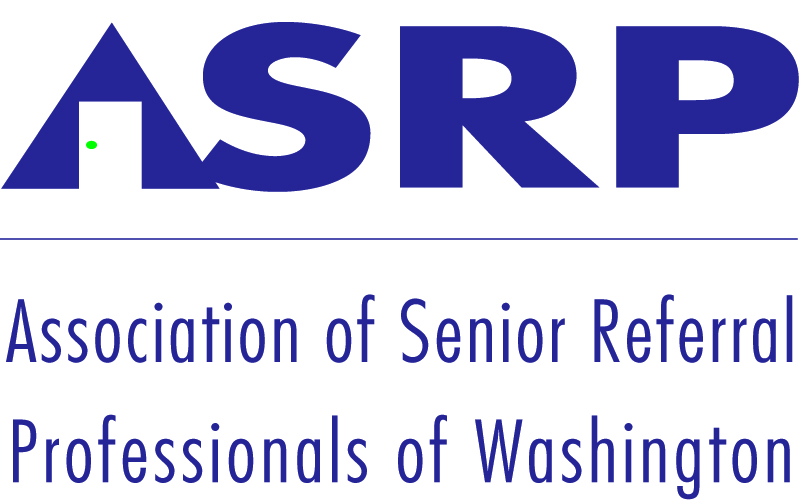 ASRP
Association of Senior Referral
Professionals of Washington